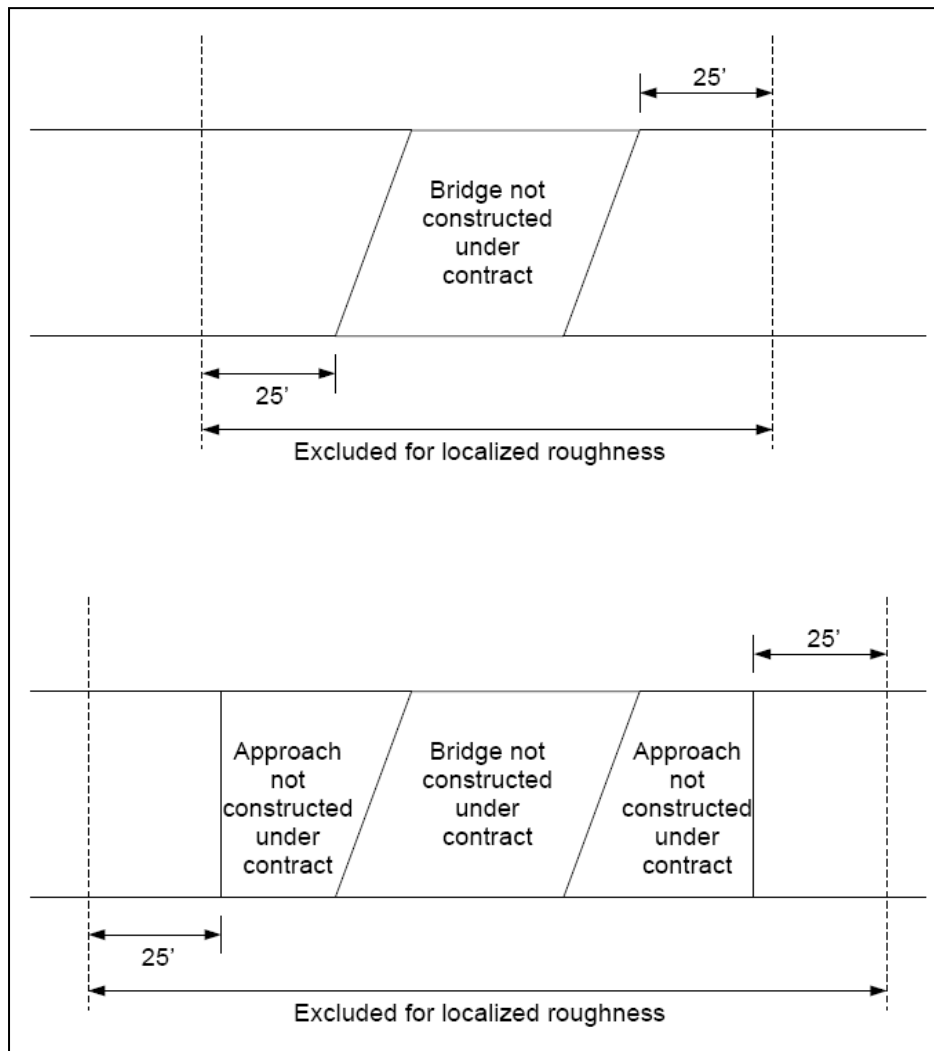 25’
Bridge not
constructed
under
contract
25’
Excluded for localized roughness
25’
Approach
not
constructed
under
contract
Bridge not
constructed
under
contract
Approach
not
constructed
under
contract
25’
Excluded for localized roughness